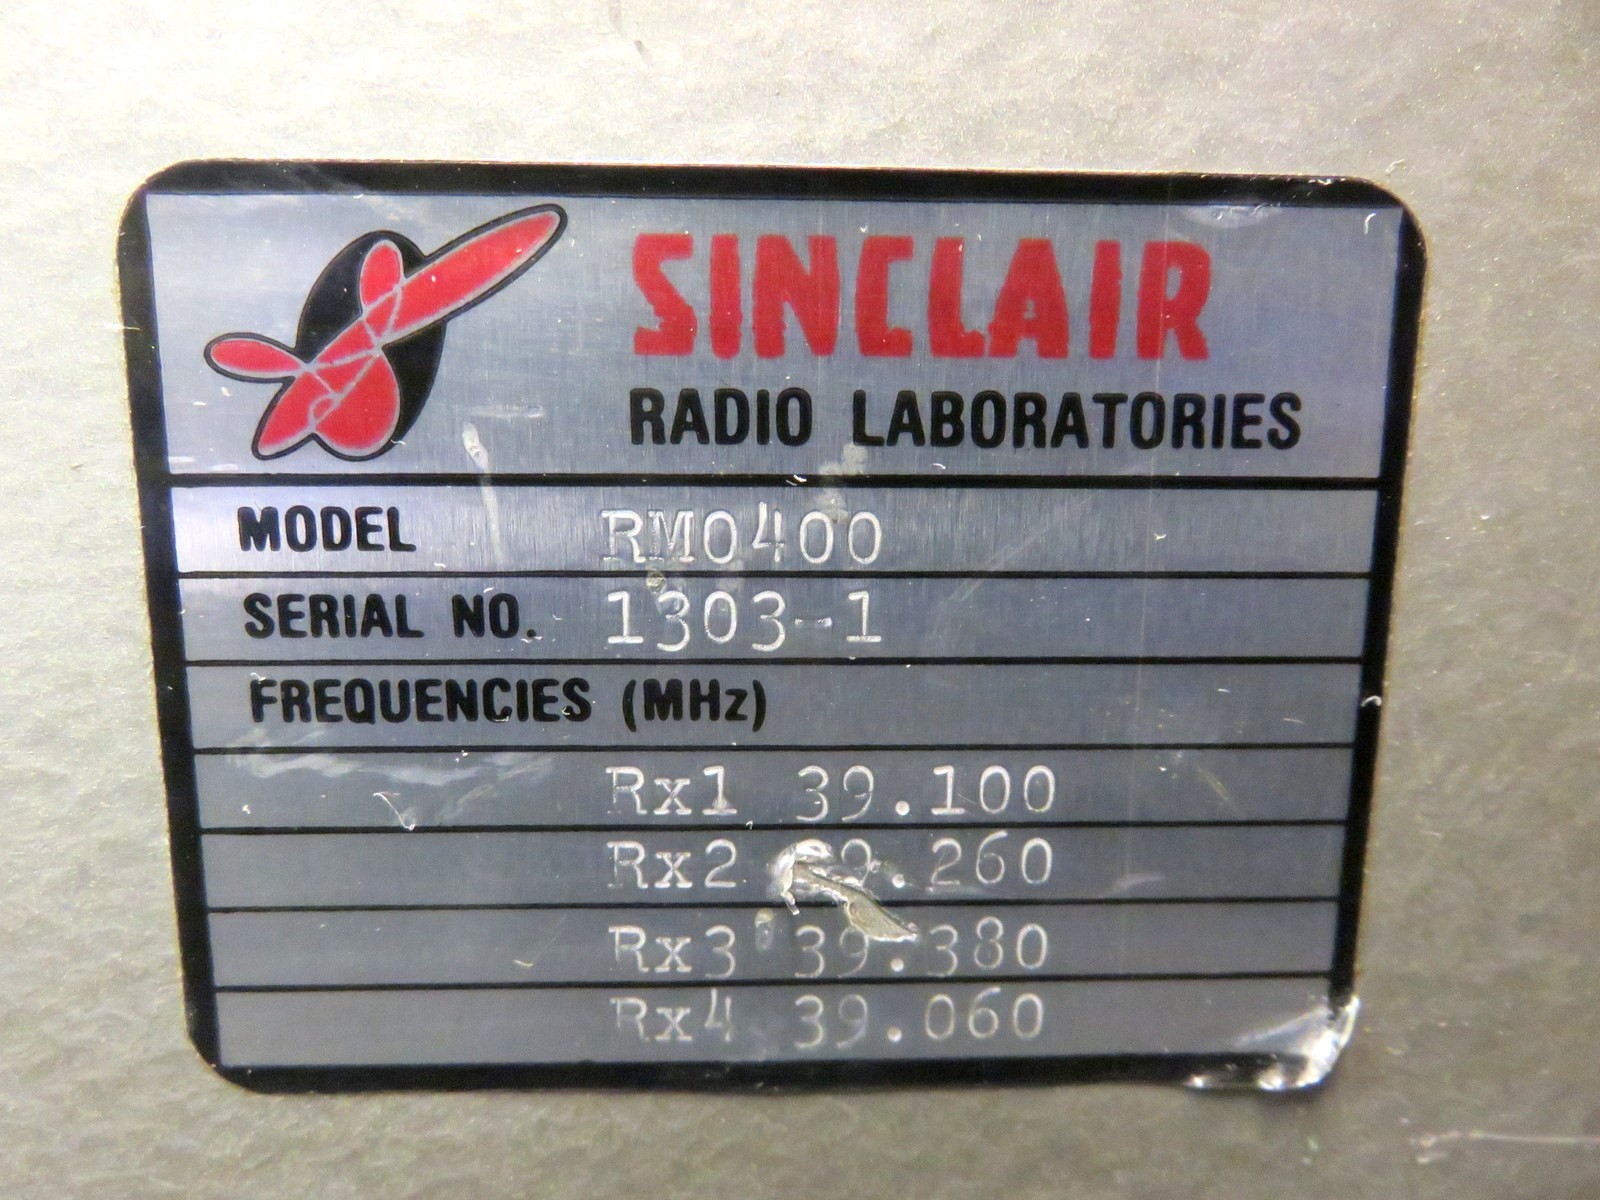 SINCLAIR
RADIO LABORATORIES
MODEL RM0400
SERIAL NO. 1303-1
FREQUENCIES (MHz)
Rx1 39.100
Rx2
Rx3 39.380
Rx4 39.060